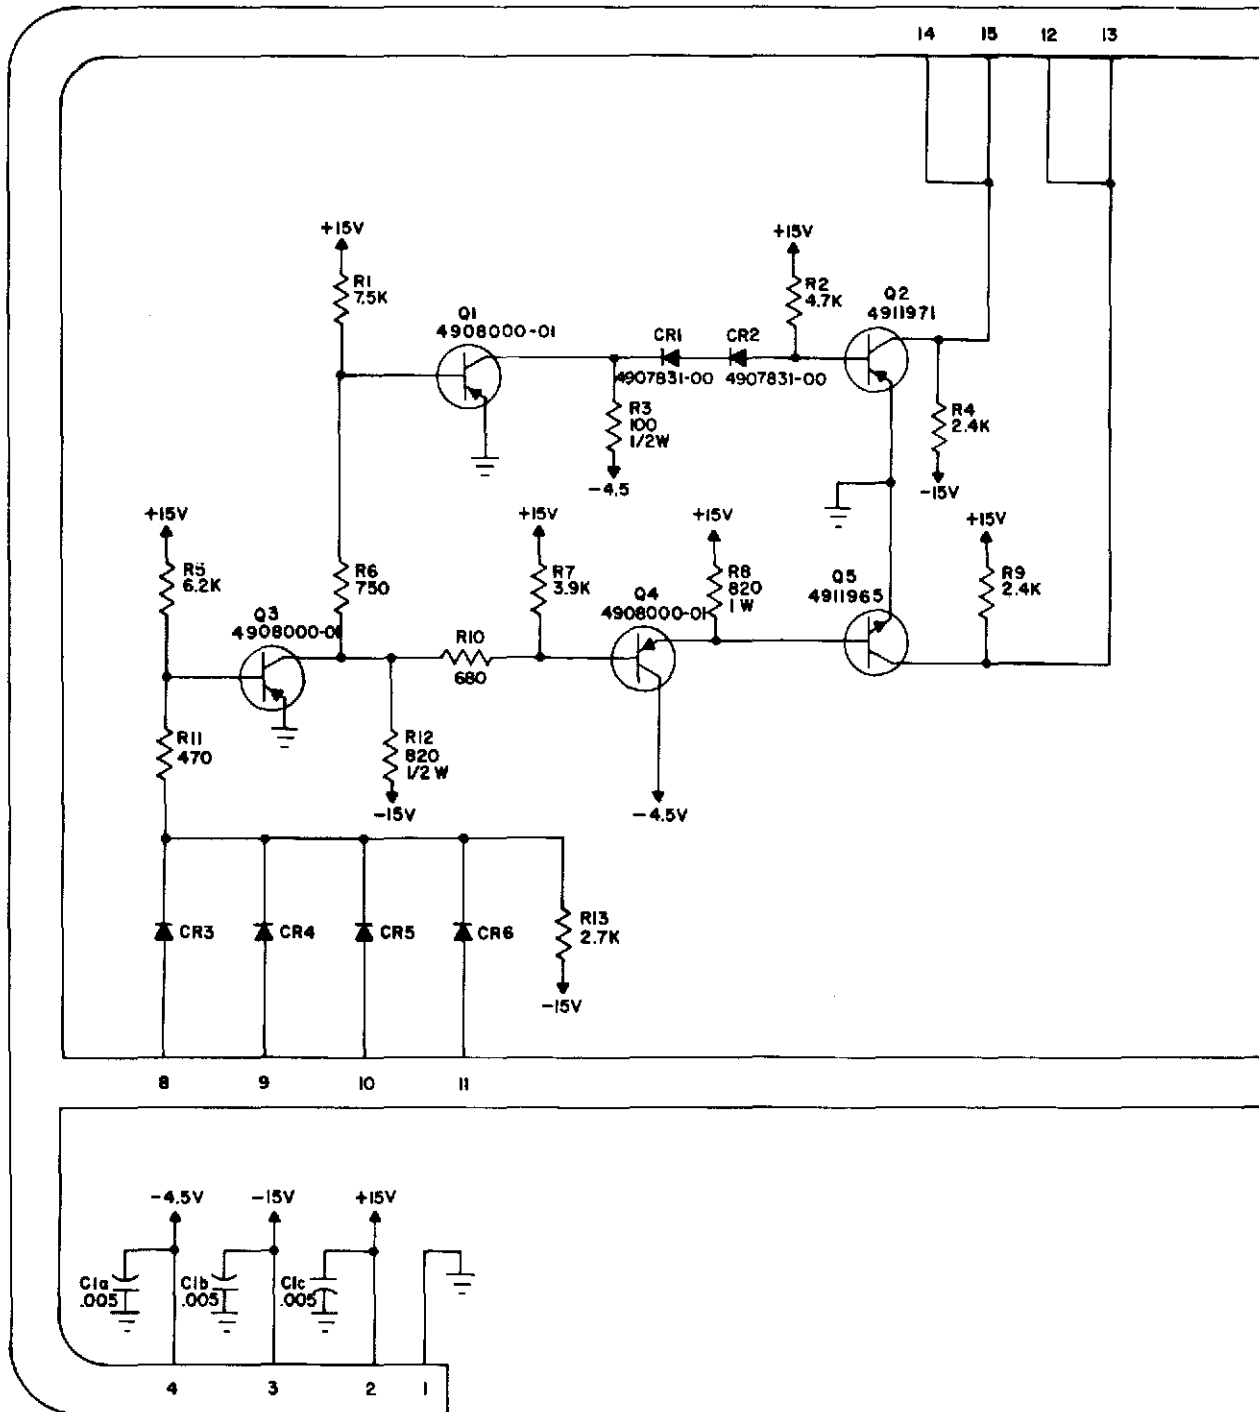 14 15 12 13
+15V
R1
7.5K
Q1
4908000-01
+15V
R2
4.7K
Q2
4911971
CR1 CR2
4907831-00 4907831-00
R3
100
1/2W
-4.5
R4
2.4K
-15V
+15V
R5
6.2K
Q3
4908000-01
R6
750
R10
680
+15V
R7
3.9K
Q4
4908000-01
+15V
R8
820
1 W
Q5
4911965
+15V
R9
2.4K
R11
470
R12
820
1/2 W
-15V
-4.5V
CR3 CR4 CR5 CR6
R13
2.7K
-15V
8 9 10 11
-4.5V -15V +15V
C1a
.005
C1b
.005
C1c
.005
4 3 2 1